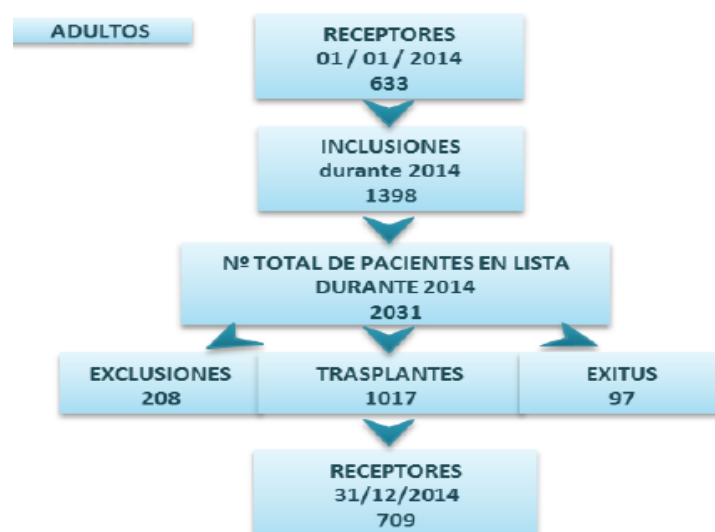 ADULTOS
RECEPTORES
01 / 01 / 2014
633
INCLUSIONES
durante 2014
1398
Nº TOTAL DE PACIENTES EN LISTA
DURANTE 2014
2031
EXCLUSIONES
208
TRASPLANTES
1017
EXITUS
97
RECEPTORES
31/12/2014
709